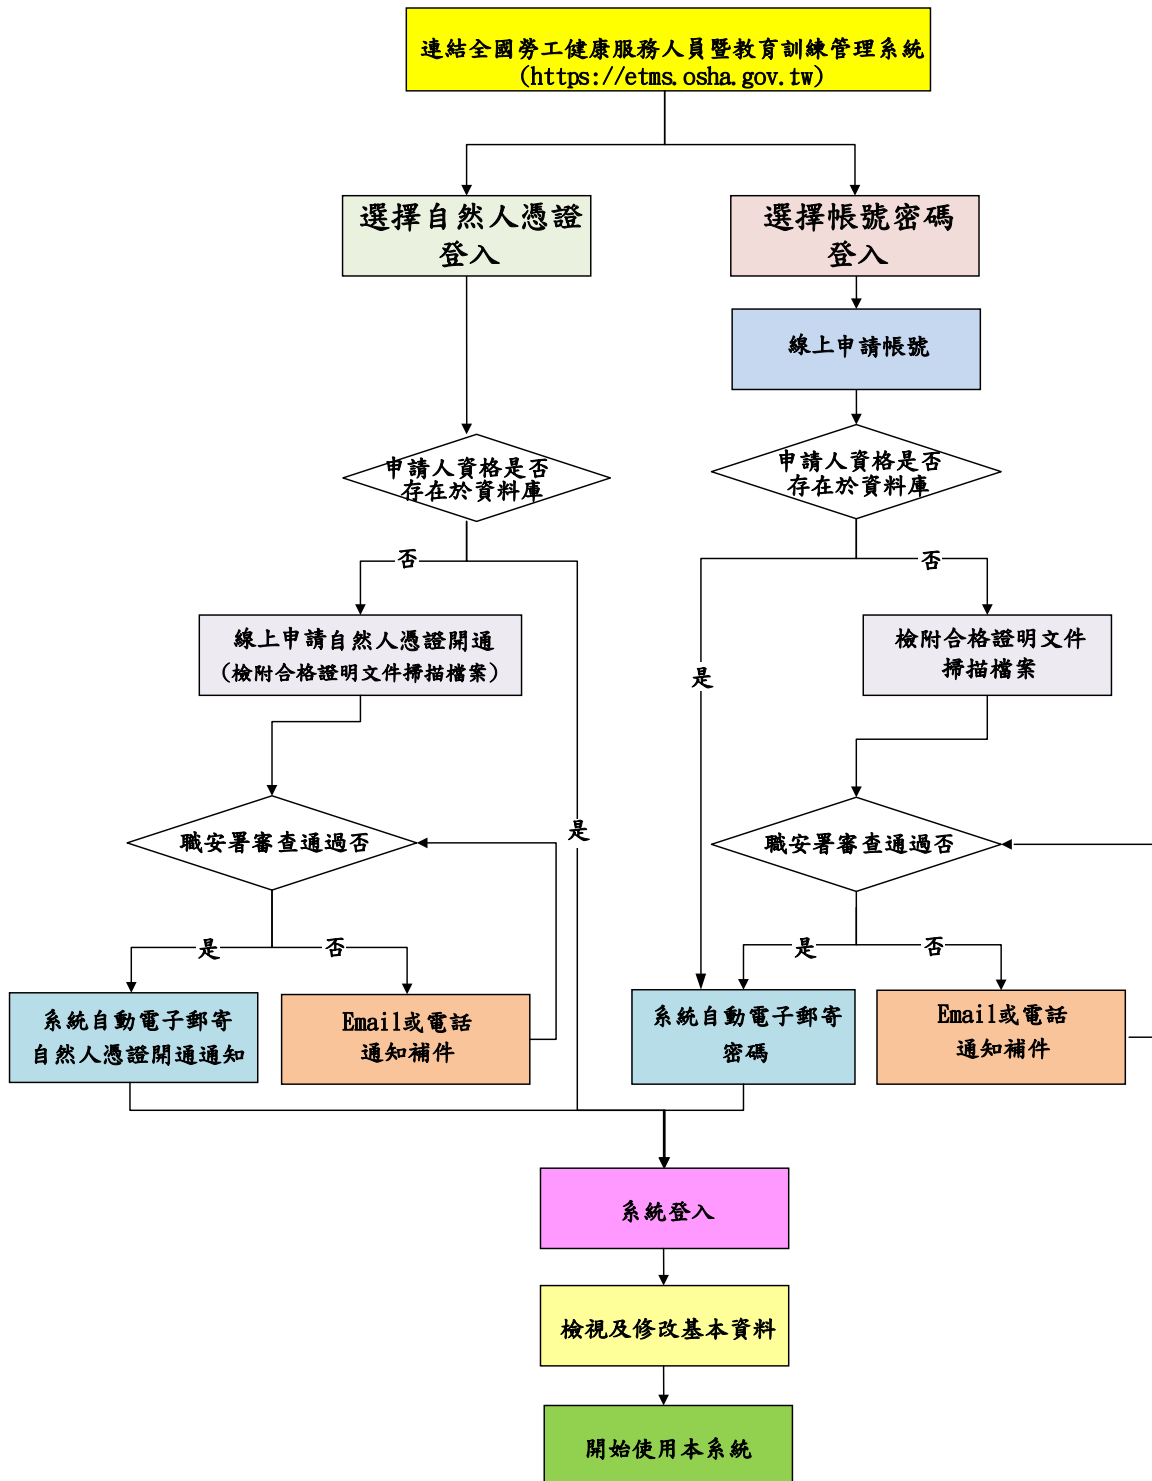 連結全國勞工健康服務人員暨教育訓練管理系統
(https://etms.osha.gov.tw)
選擇自然人憑證
登入
選擇帳號密碼
登入
線上申請帳號
申請人資格是否
存在於資料庫
申請人資格是否
存在於資料庫
否
否
線上申請自然人憑證開通
(檢附合格證明文件掃描檔案)
檢附合格證明文件
掃描檔案
是
是
職安署審查通過否
職安署審查通過否
是
否
是
否
系統自動電子郵寄
自然人憑證開通通知
Email或電話
通知補件
系統自動電子郵寄
密碼
Email或電話
通知補件
系統登入
檢視及修改基本資料
開始使用本系統